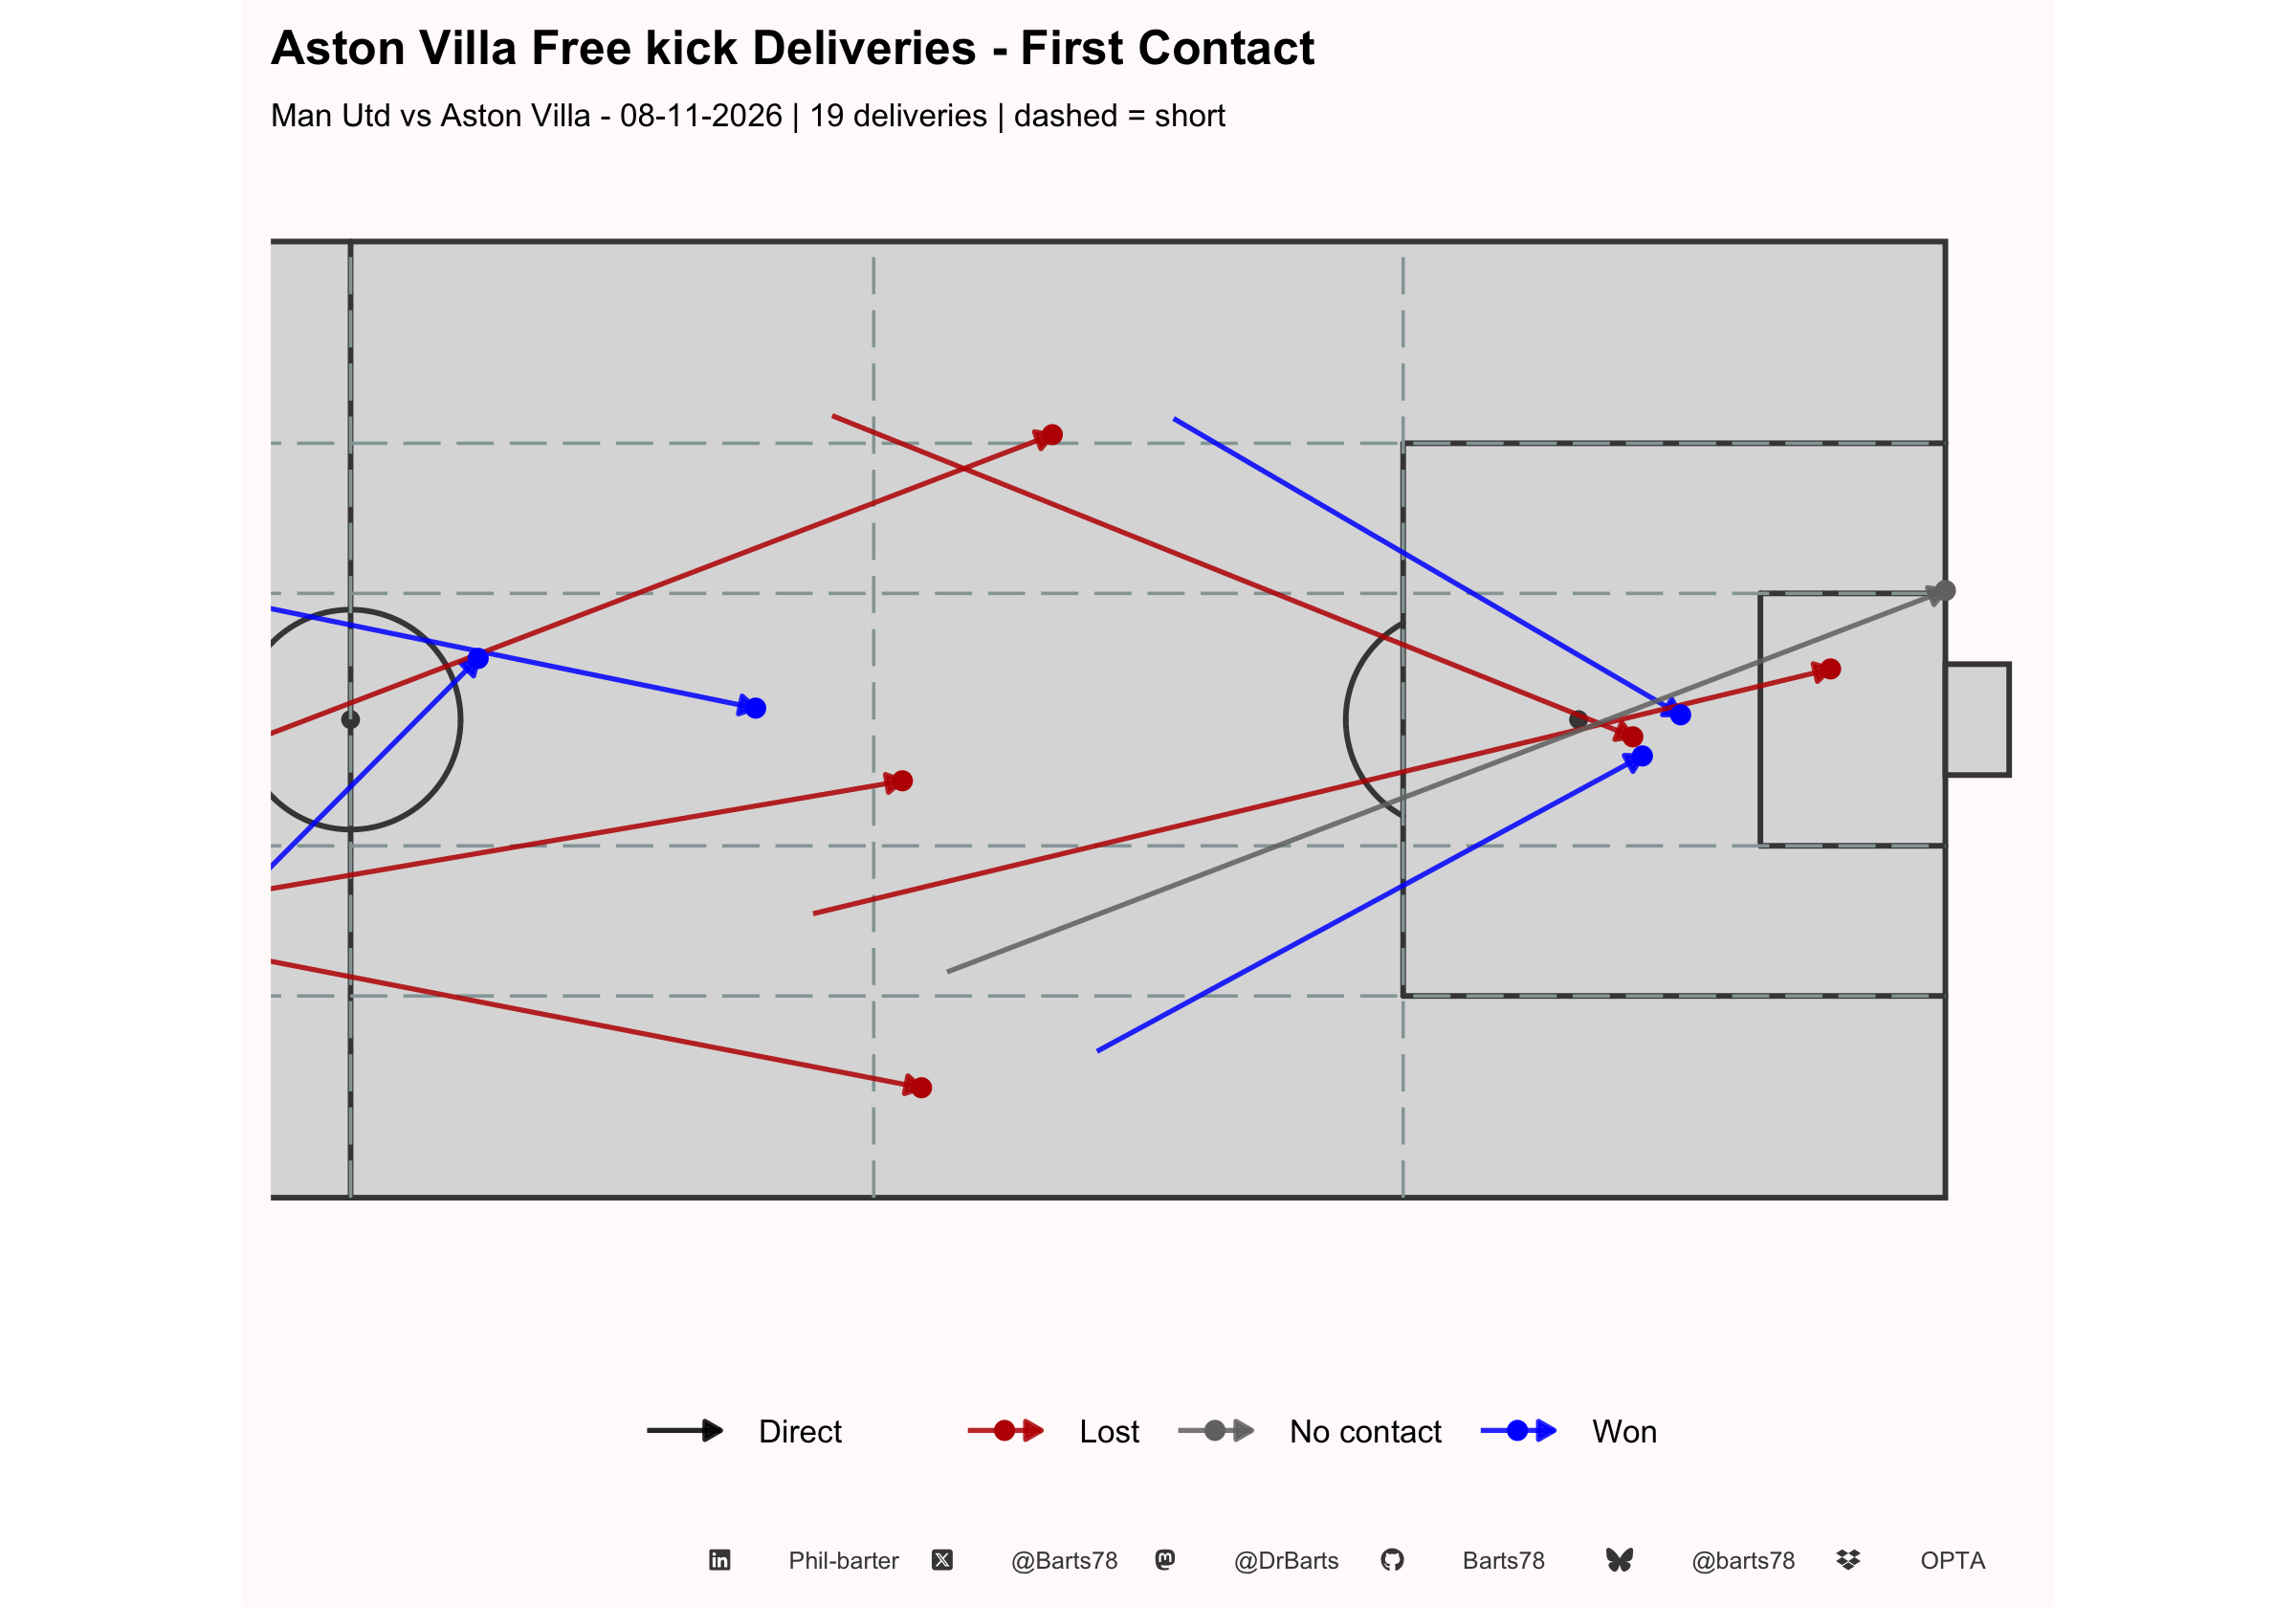 Aston Villa Free kick Deliveries - First Contact
Man Utd vs Aston Villa - 08-11-2026 | 19 deliveries | dashed = short
Direct Lost No contact Won
Phil-barter @Barts78 @DrBarts Barts78 @barts78 OPTA